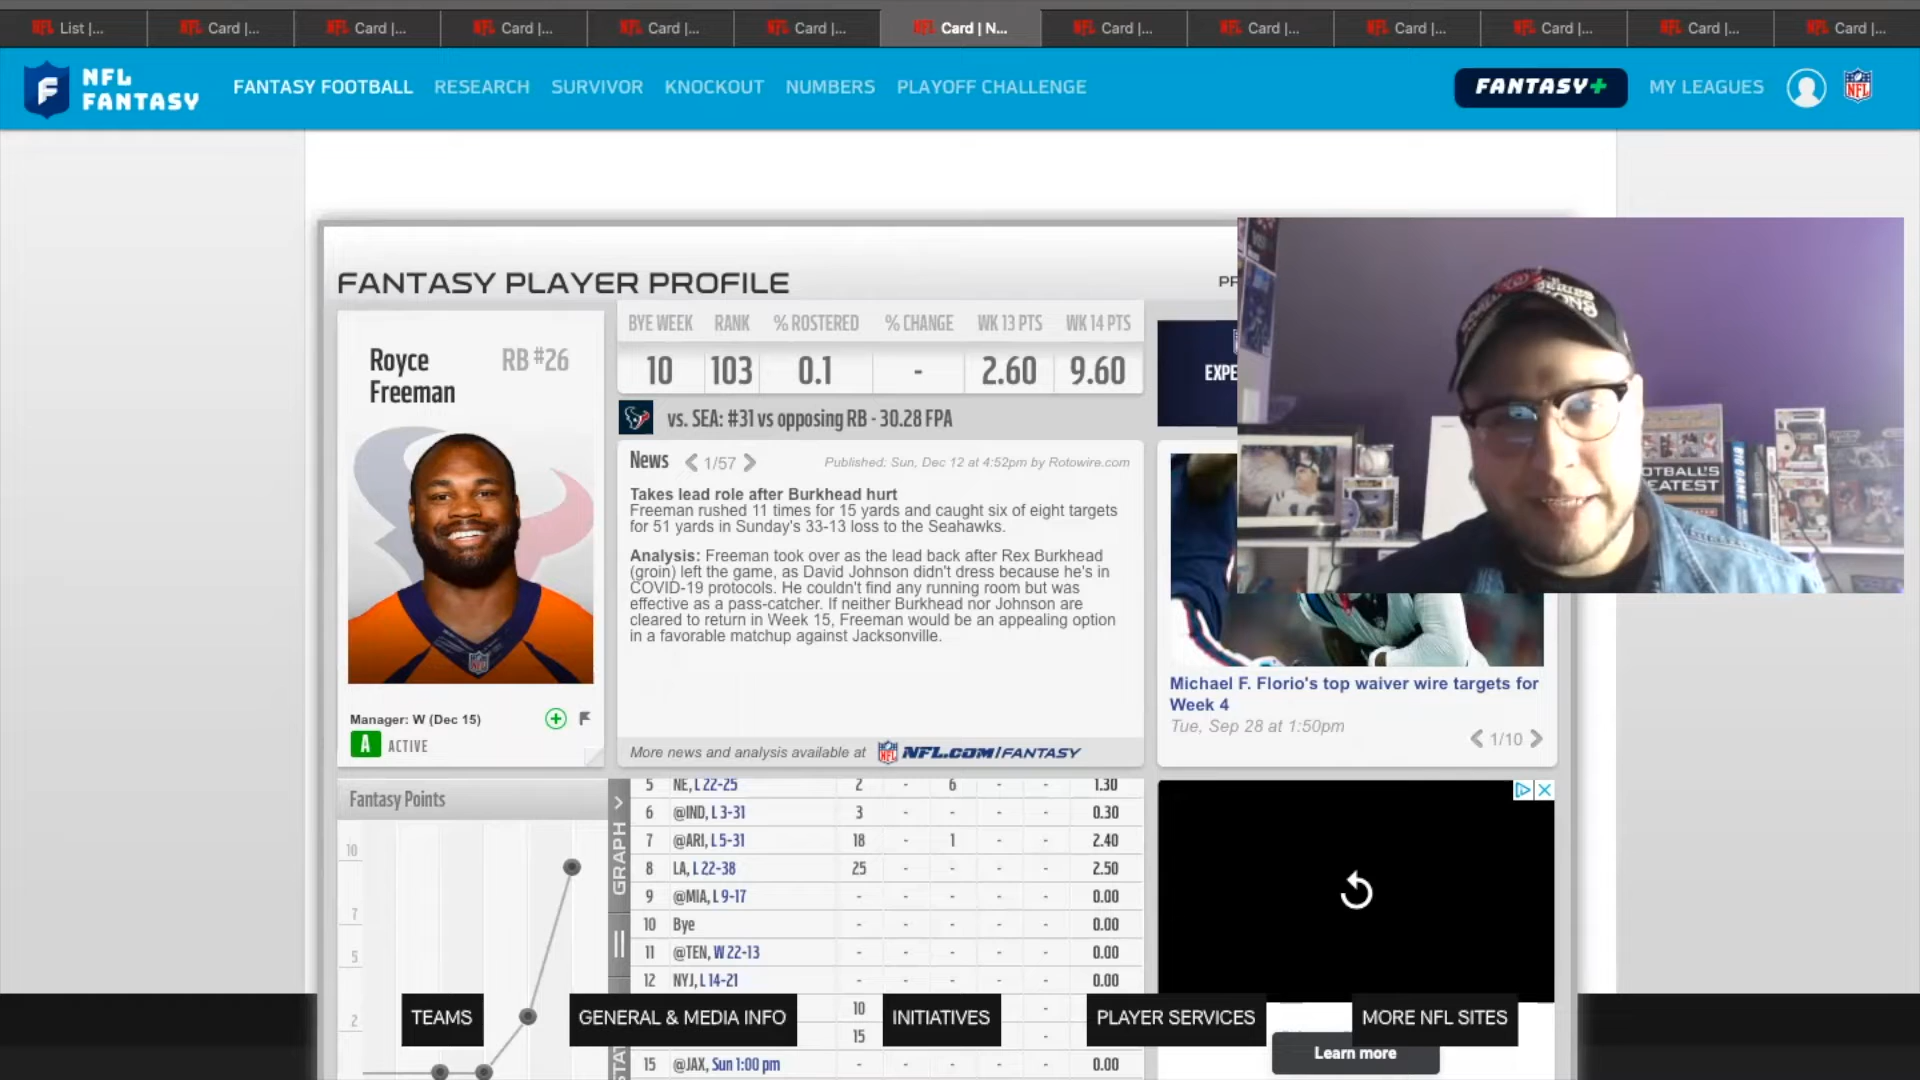 List |...
Card |...
Card |...
Card |...
Card |...
Card |...
Card | N...
Card |...
Card |...
Card |...
Card |...
Card |...
Card |...
NFL
FANTASY
FANTASY FOOTBALL
RESEARCH
SURVIVOR
KNOCKOUT
NUMBERS
PLAYOFF CHALLENGE
FANTASY+
MY LEAGUES
NFL
FANTASY PLAYER PROFILE
Royce
Freeman
RB #26
Manager: W (Dec 15)
A ACTIVE
BYE WEEK RANK % ROSTERED % CHANGE WK 13 PTS WK 14 PTS
10 103 0.1 - 2.60 9.60
vs. SEA: #31 vs opposing RB - 30.28 FPA
News 1/57 Published: Sun, Dec 12 at 4:52pm by Rotowire.com
Takes lead role after Burkhead hurt
Freeman rushed 11 times for 15 yards and caught six of eight targets
for 51 yards in Sunday's 33-13 loss to the Seahawks.
Analysis: Freeman took over as the lead back after Rex Burkhead
(groin) left the game, as David Johnson didn't dress because he's in
COVID-19 protocols. He couldn't find any running room but was
effective as a pass-catcher. If neither Burkhead nor Johnson are
cleared to return in Week 15, Freeman would be an appealing option
in a favorable matchup against Jacksonville.
More news and analysis available at NFL.COM/FANTASY
EXPE
BIG GAME
Michael F. Florio's top waiver wire targets for
Week 4
Tue, Sep 28 at 1:50pm
1/10
Fantasy Points
10
7
5
2
GRAPH
STAT
5 NE, L 22-25 2 - 6 - - 1.30
6 @IND, L 3-31 3 - - - - 0.30
7 @ARI, L 5-31 18 - 1 - - 2.40
8 LA, L 22-38 25 - - - - 2.50
9 @MIA, L 9-17 - - - - - 0.00
10 Bye - - - - - 0.00
11 @TEN, W 22-13 - - - - - 0.00
12 NYJ, L 14-21 - - - - - 0.00
10 -
15 -
15 @JAX, Sun 1:00 pm - - - - - 0.00
TEAMS
GENERAL & MEDIA INFO
INITIATIVES
PLAYER SERVICES
MORE NFL SITES
Learn more